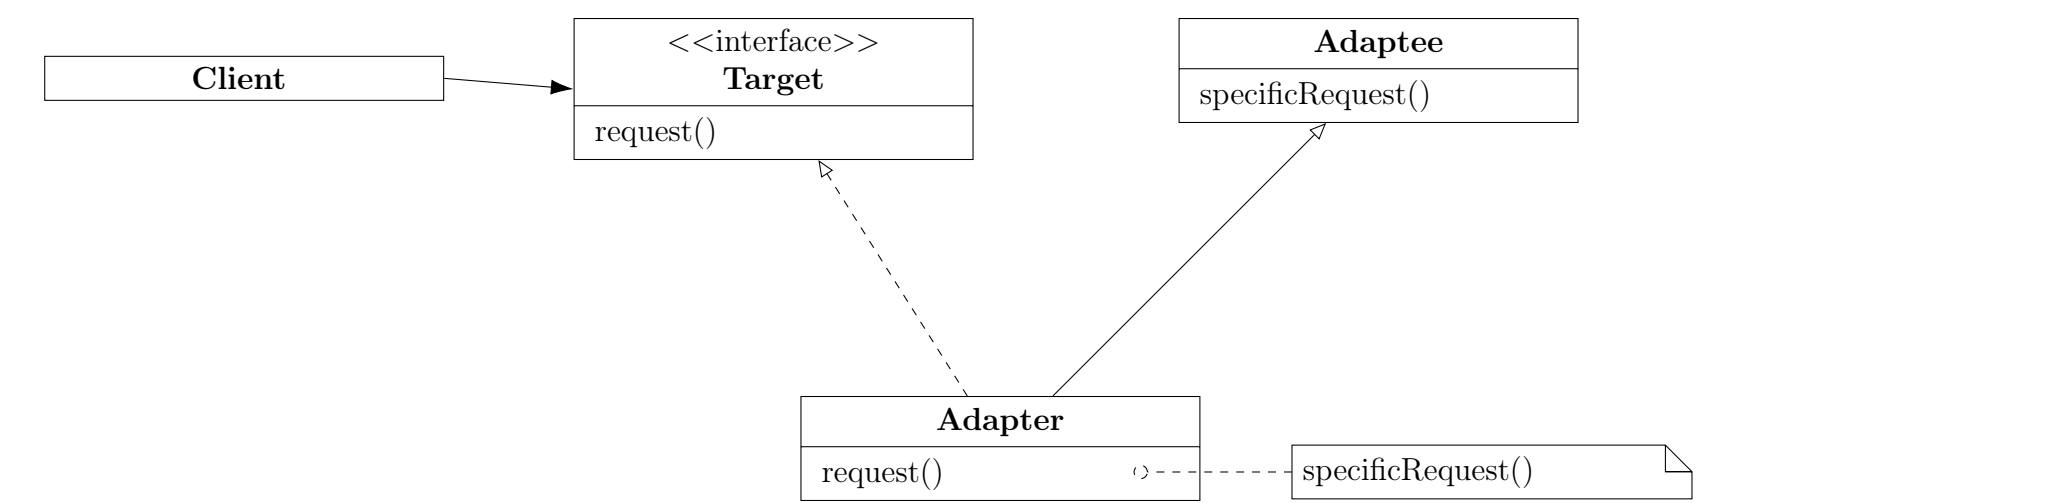 Client
<<interface>>
Target
request()
Adaptee
specificRequest()
Adapter
request()
specificRequest()